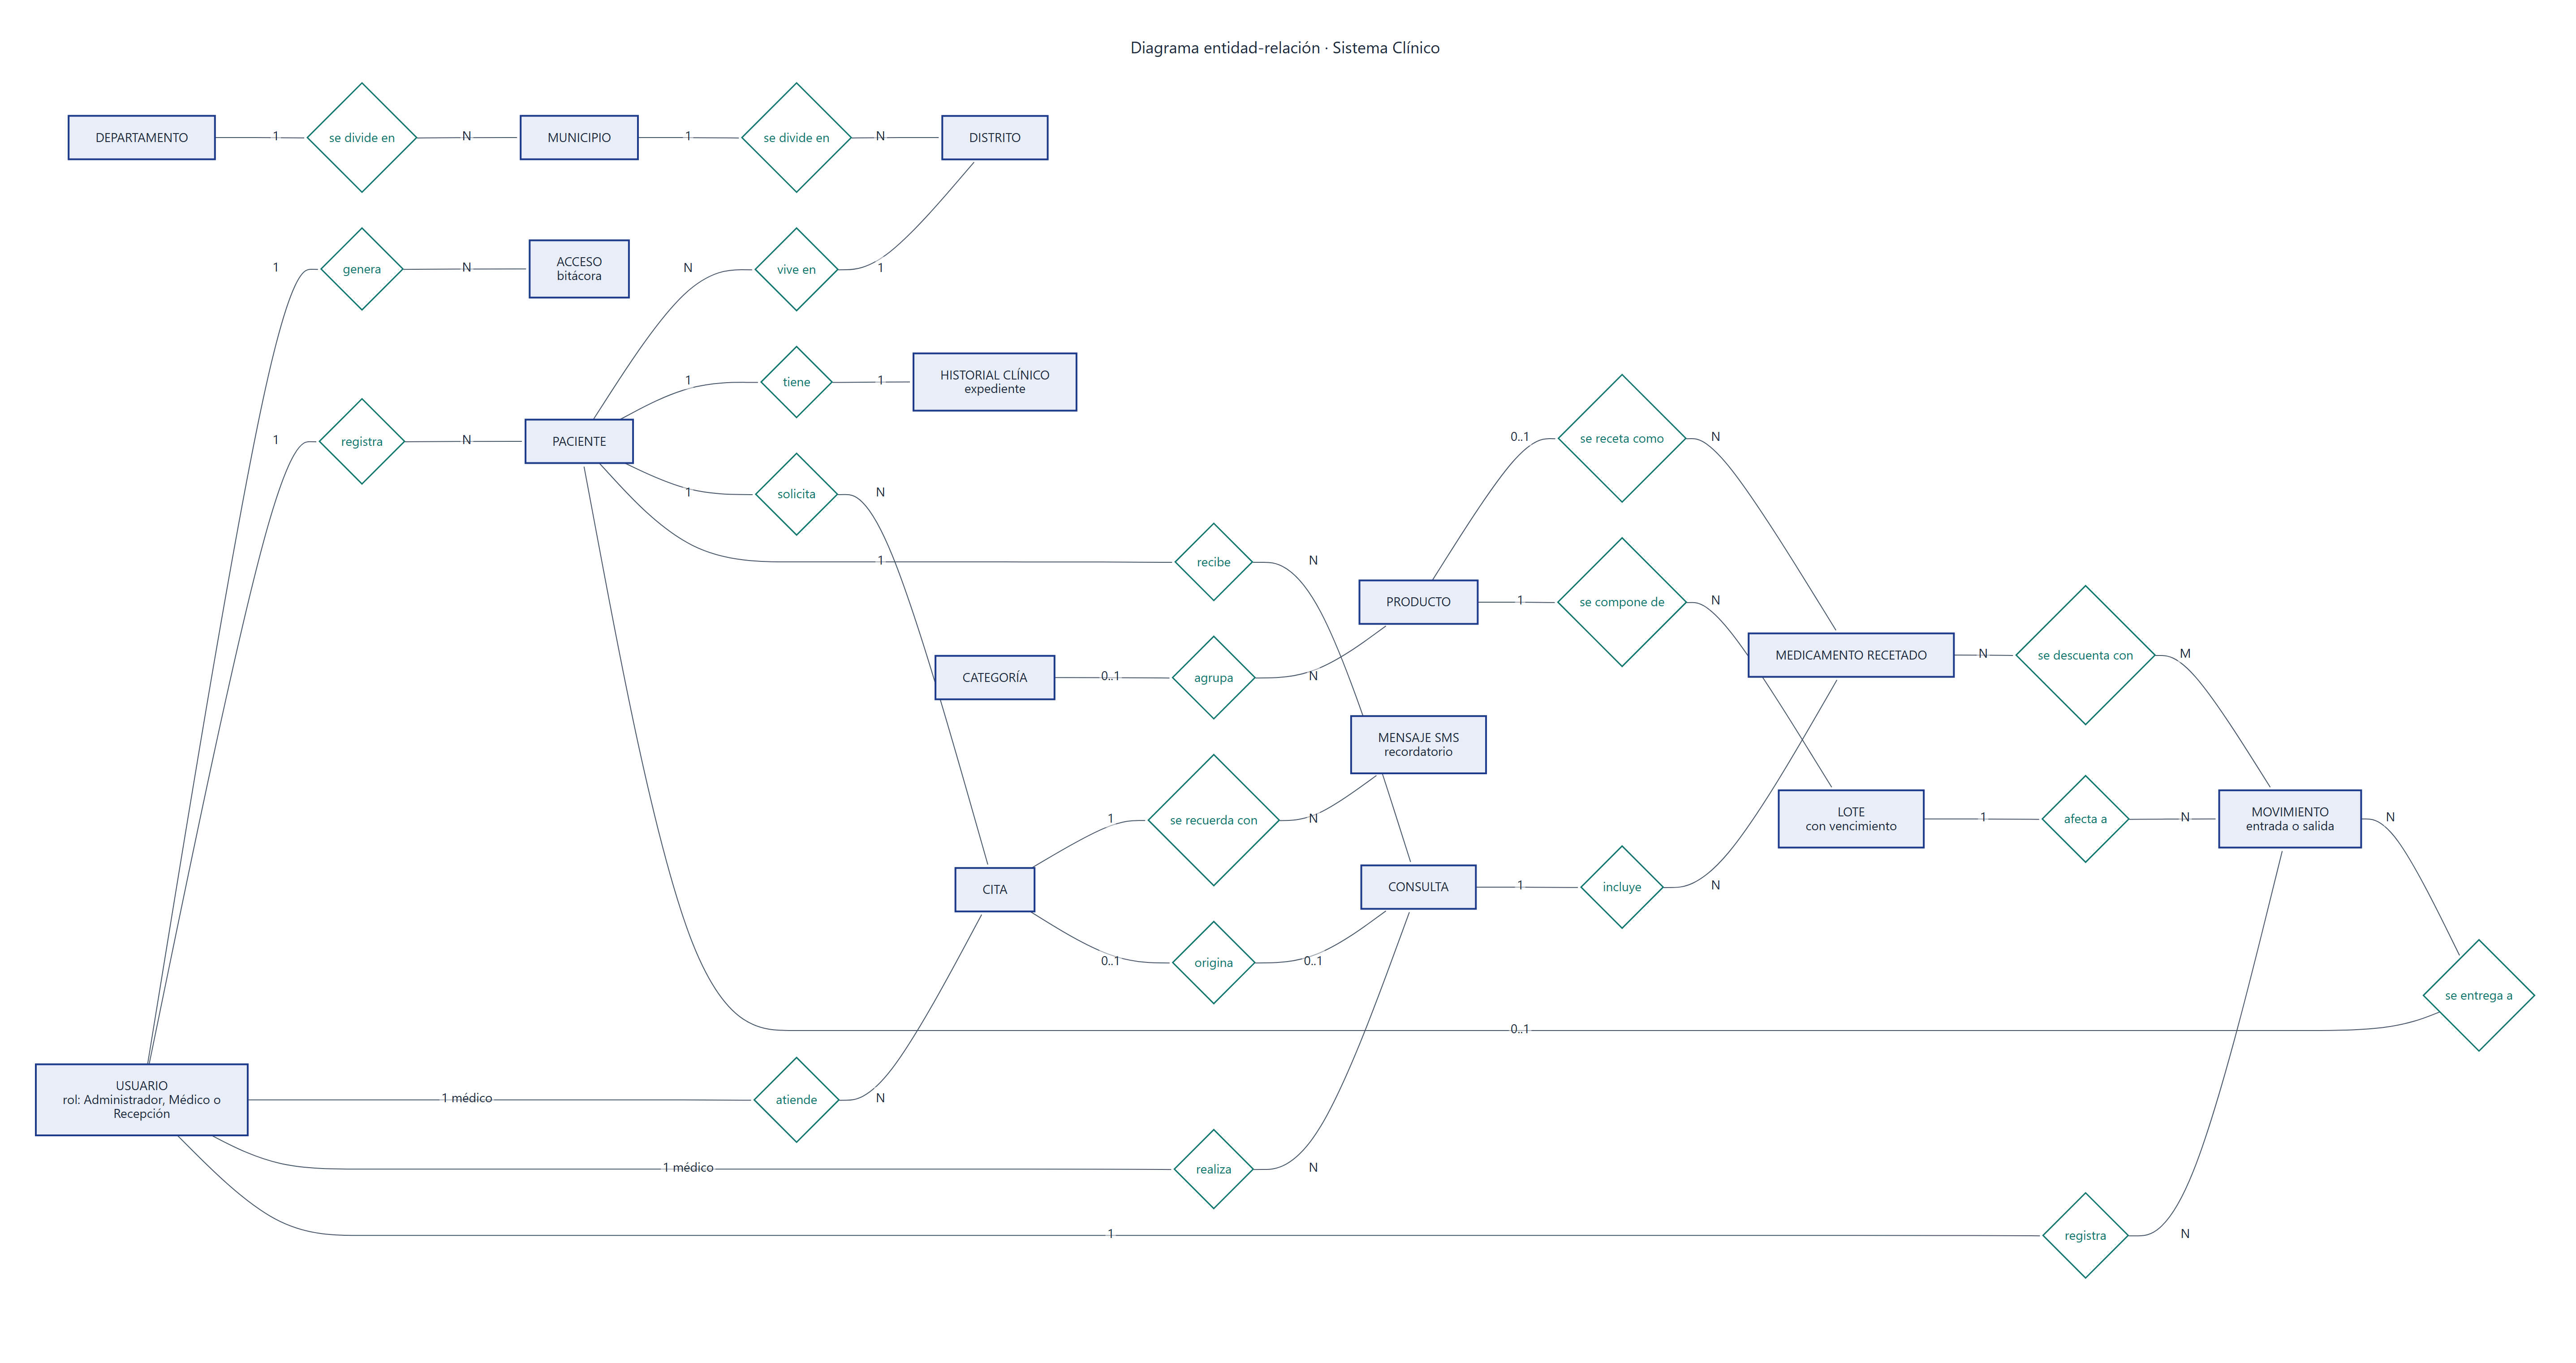 Diagrama entidad-relación · Sistema Clínico
DEPARTAMENTO
1
se divide en
N
MUNICIPIO
1
se divide en
N
DISTRITO
1
genera
N
ACCESO
bitácora
N
vive en
1
1
tiene
1
HISTORIAL CLÍNICO
expediente
1
registra
N
PACIENTE
1
solicita
N
0..1
se receta como
N
1
recibe
N
PRODUCTO
1
se compone de
N
CATEGORÍA
0..1
agrupa
N
MEDICAMENTO RECETADO
N
se descuenta con
M
MENSAJE SMS
recordatorio
1
se recuerda con
N
LOTE
con vencimiento
1
afecta a
N
MOVIMIENTO
entrada o salida
N
CITA
CONSULTA
1
incluye
N
0..1
origina
0..1
se entrega a
0..1
USUARIO
rol: Administrador, Médico o
Recepción
1 médico
atiende
N
1 médico
realiza
N
1
registra
N